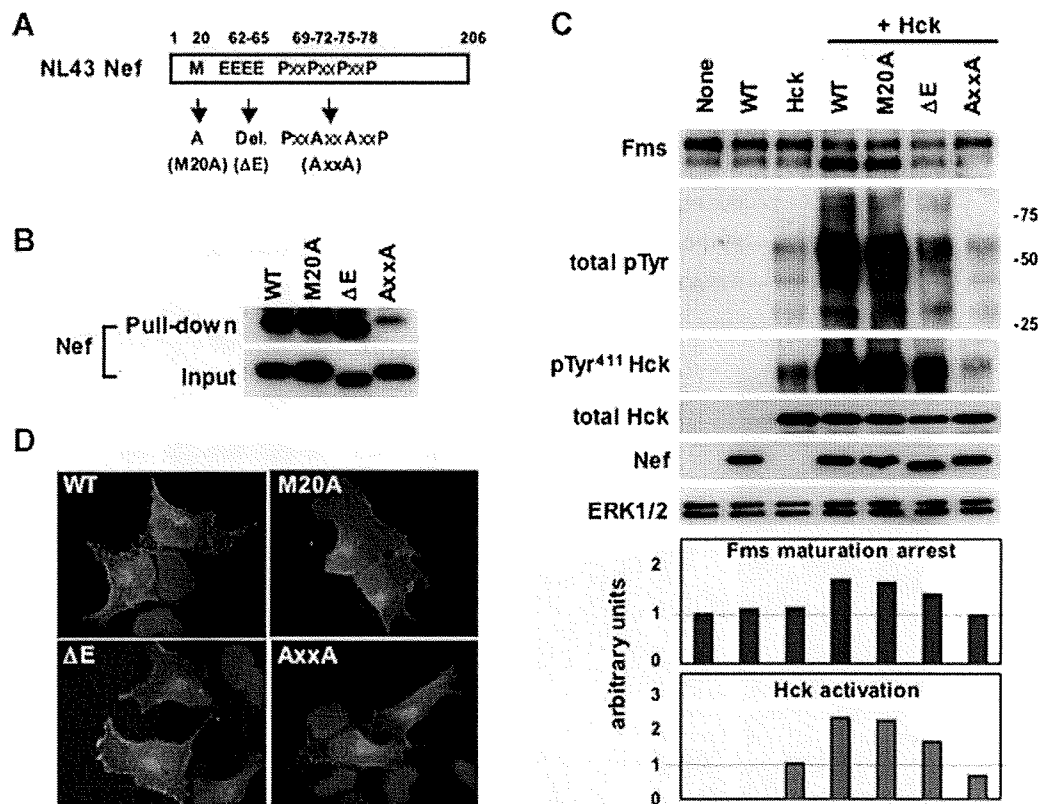 A
1 20 62-65 69-72-75-78 206
NL43 Nef
M EEEE PxxPxxPxxP
A Del. PxxAxxAxxP
(M20A) (ΔE) (AxxA)
B
WT M20A ΔE AxxA
Nef
Pull-down
Input
C
+ Hck
None WT Hck WT M20A ΔE AxxA
Fms
total pTyr
-75
-50
-25
pTyr⁴¹¹ Hck
total Hck
Nef
ERK1/2
arbitrary units
Fms maturation arrest
2
1
0
Hck activation
3
2
1
0
D
WT
M20A
ΔE
AxxA